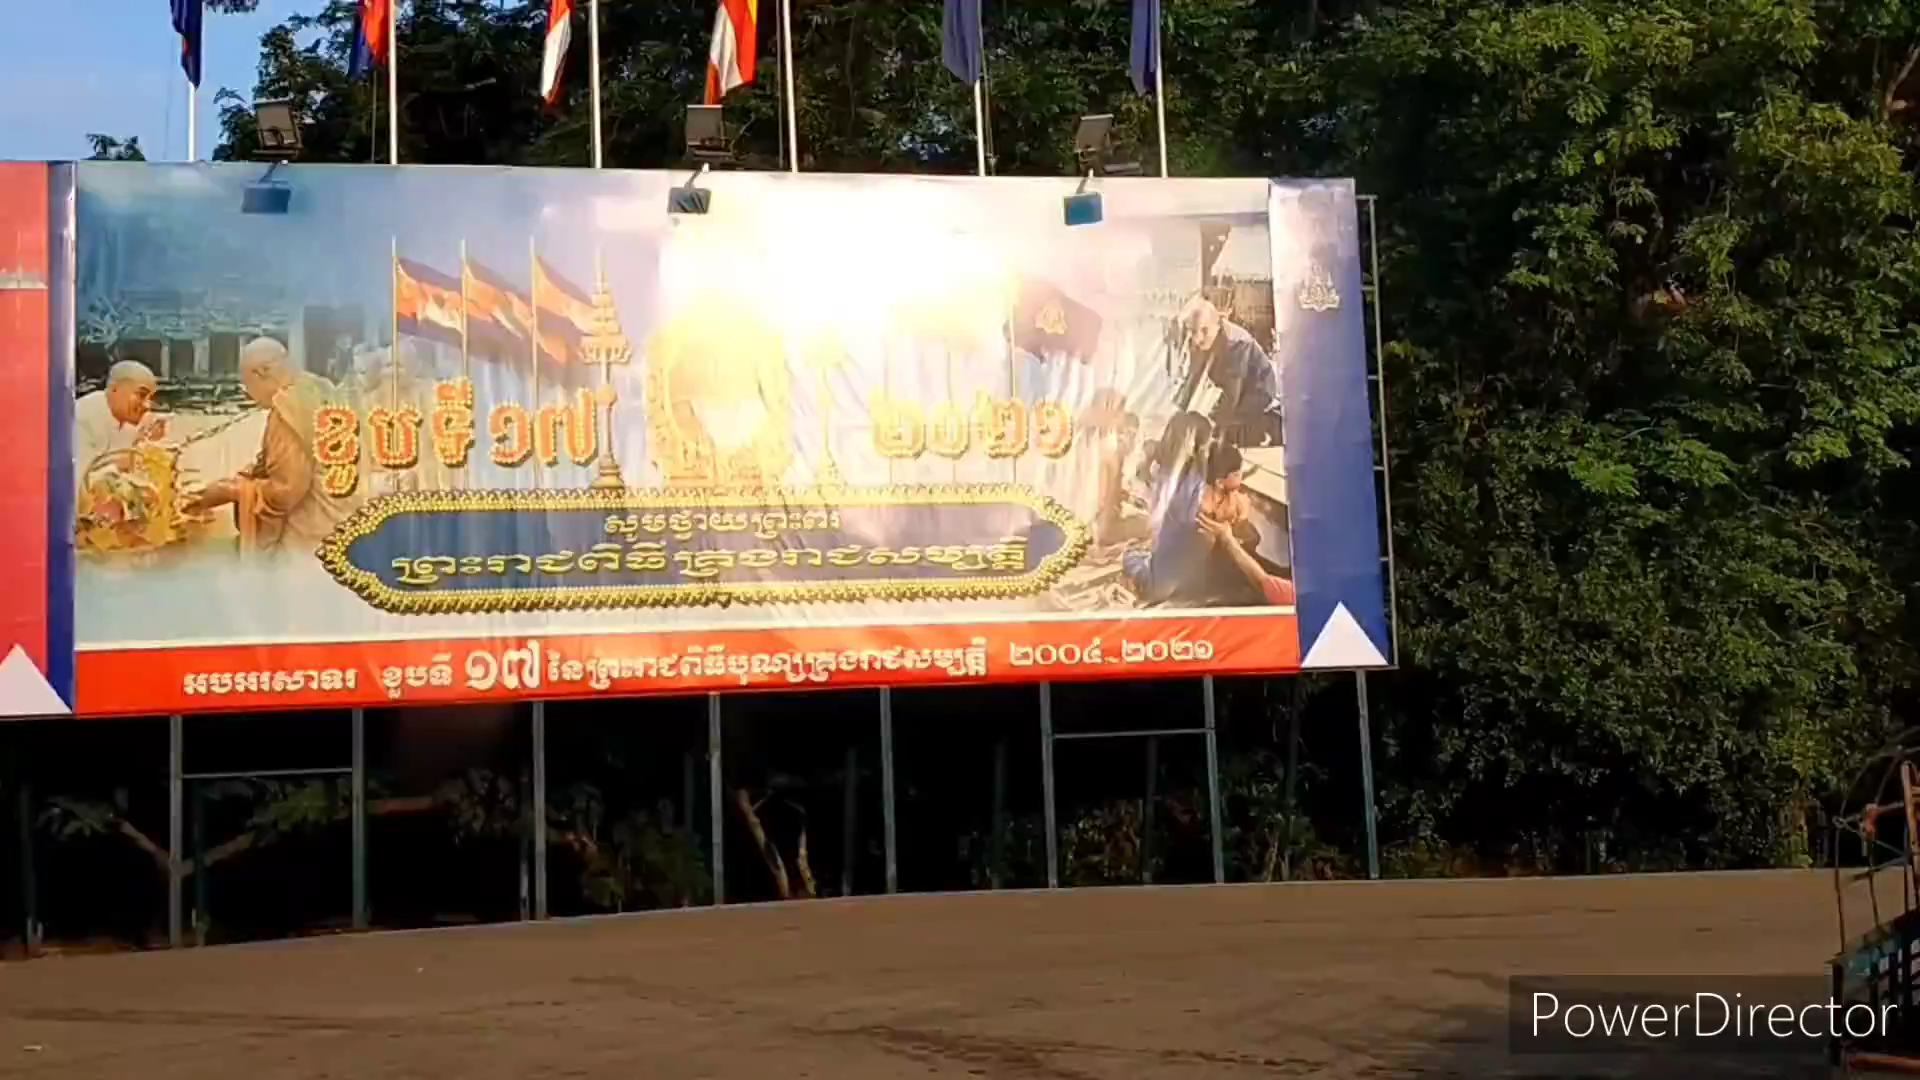 ខួបទី ១៧ ២០២១
សូមថ្វាយព្រះពរ
ព្រះរាជពិធីគ្រងរាជសម្បត្តិ
អបអរសាទរ ខួបទី ១៧ នៃព្រះរាជពិធីបុណ្យគ្រងរាជសម្បត្តិ ២០០៤~២០២១
PowerDirector